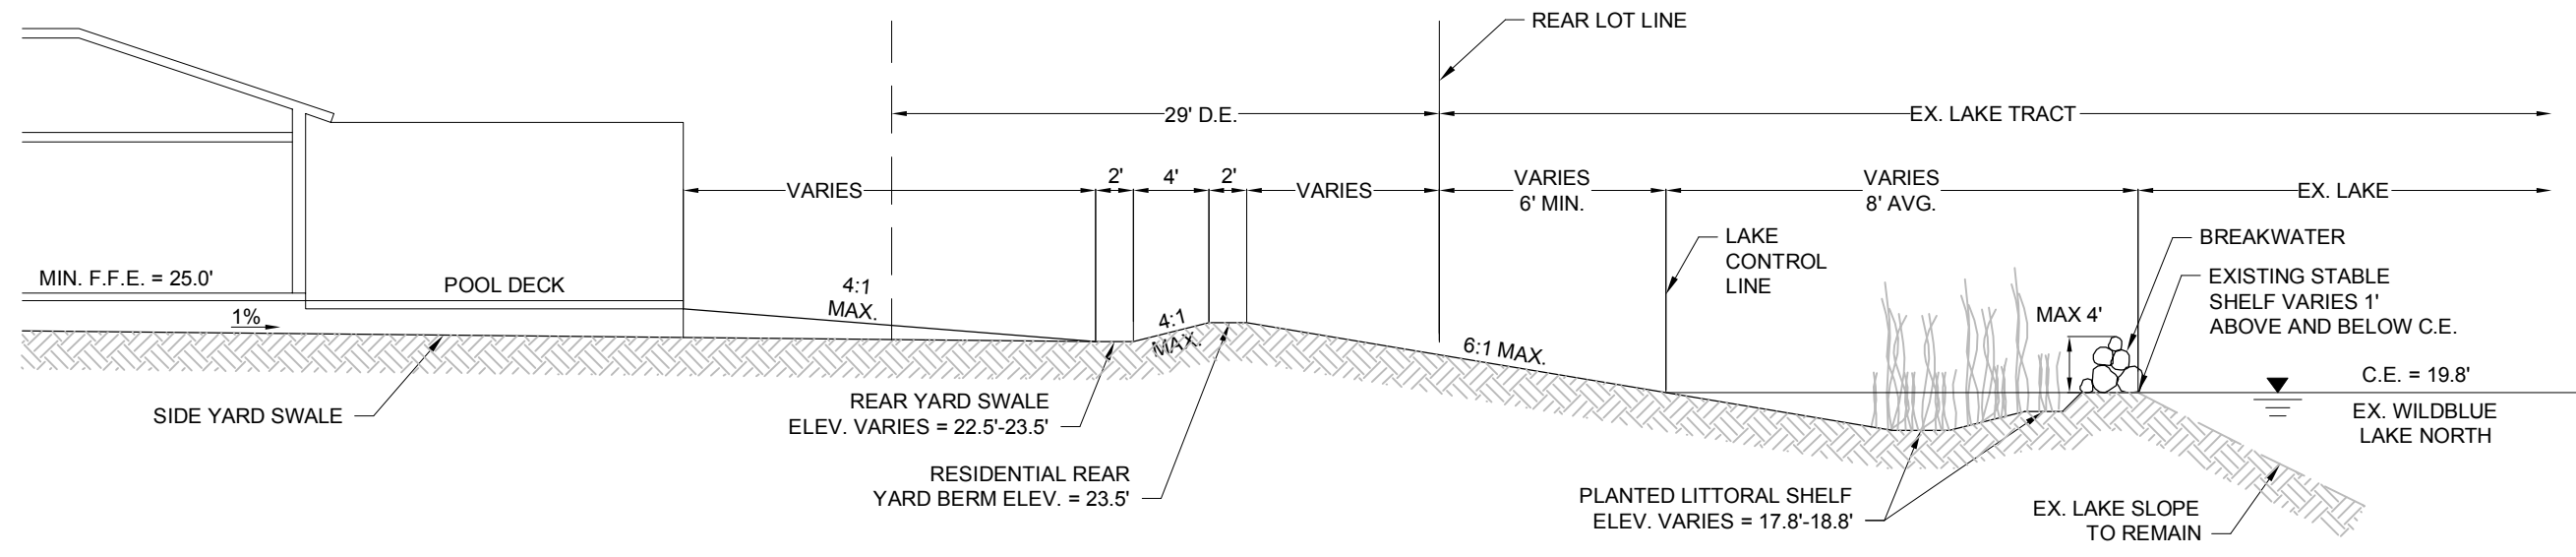 REAR LOT LINE
29' D.E.
EX. LAKE TRACT
VARIES
2'
4'
2'
VARIES
VARIES
6' MIN.
VARIES
8' AVG.
EX. LAKE
LAKE
CONTROL
LINE
BREAKWATER
EXISTING STABLE
SHELF VARIES 1'
ABOVE AND BELOW C.E.
MIN. F.F.E. = 25.0'
POOL DECK
4:1
MAX.
1%
4:1
MAX.
6:1 MAX.
MAX 4'
C.E. = 19.8'
EX. WILDBLUE
LAKE NORTH
SIDE YARD SWALE
REAR YARD SWALE
ELEV. VARIES = 22.5'-23.5'
RESIDENTIAL REAR
YARD BERM ELEV. = 23.5'
PLANTED LITTORAL SHELF
ELEV. VARIES = 17.8'-18.8'
EX. LAKE SLOPE
TO REMAIN